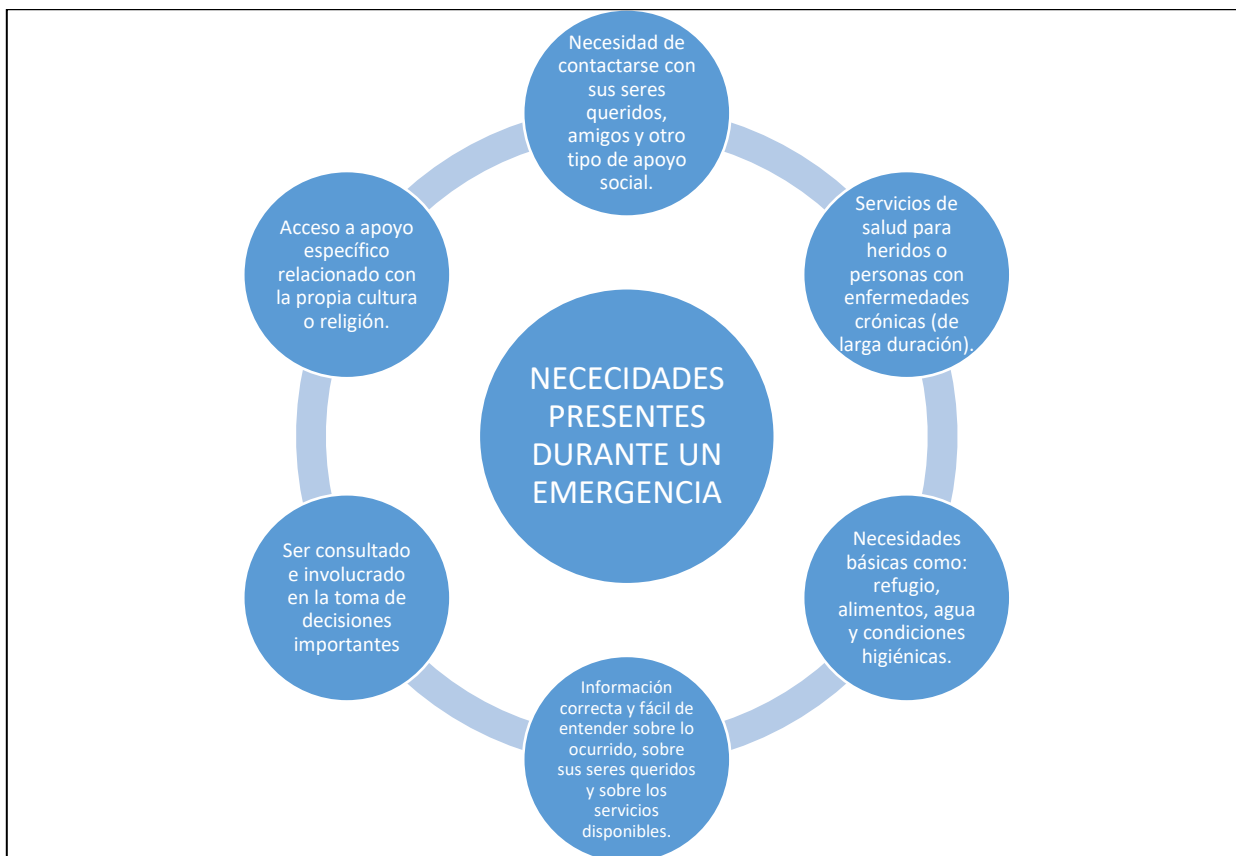 Necesidad de
contactarse con
sus seres
queridos,
amigos y otro
tipo de apoyo
social.
Servicios de
salud para
heridos o
personas con
enfermedades
crónicas (de
larga duración).
Necesidades
básicas como:
refugio,
alimentos, agua
y condiciones
higiénicas.
Información
correcta y fácil de
entender sobre lo
ocurrido, sobre
sus seres queridos
y sobre los
servicios
disponibles.
Ser consultado
e involucrado
en la toma de
decisiones
importantes
Acceso a apoyo
específico
relacionado con
la propia cultura
o religión.
NECECIDADES
PRESENTES
DURANTE UN
EMERGENCIA